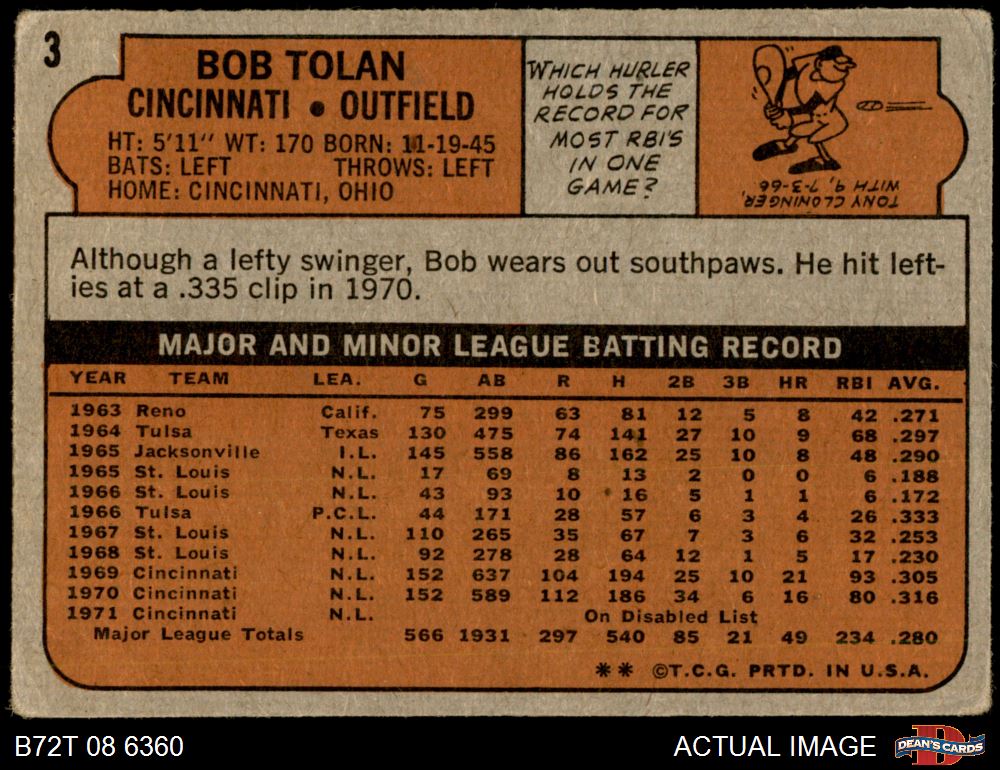 3
BOB TOLAN
CINCINNATI • OUTFIELD
HT: 5'11" WT: 170 BORN: 11-19-45
BATS: LEFT THROWS: LEFT
HOME: CINCINNATI, OHIO
WHICH HURLER
HOLDS THE
RECORD FOR
MOST RBI'S
IN ONE
GAME?
TONY CLONINGER,
WITH 9, 7-3-66
Although a lefty swinger, Bob wears out southpaws. He hit left-
ies at a .335 clip in 1970.
MAJOR AND MINOR LEAGUE BATTING RECORD
YEAR TEAM LEA. G AB R H 2B 3B HR RBI AVG.
1963 Reno Calif. 75 299 63 81 12 5 8 42 .271
1964 Tulsa Texas 130 475 74 141 27 10 9 68 .297
1965 Jacksonville I.L. 145 558 86 162 25 10 8 48 .290
1965 St. Louis N.L. 17 69 8 13 2 0 0 6 .188
1966 St. Louis N.L. 43 93 10 16 5 1 1 6 .172
1966 Tulsa P.C.L. 44 171 28 57 6 3 4 26 .333
1967 St. Louis N.L. 110 265 35 67 7 3 6 32 .253
1968 St. Louis N.L. 92 278 28 64 12 1 5 17 .230
1969 Cincinnati N.L. 152 637 104 194 25 10 21 93 .305
1970 Cincinnati N.L. 152 589 112 186 34 6 16 80 .316
1971 Cincinnati N.L. On Disabled List
Major League Totals 566 1931 297 540 85 21 49 234 .280
** ©T.C.G. PRTD. IN U.S.A.
B72T 08 6360
ACTUAL IMAGE
D
DEAN'S CARDS